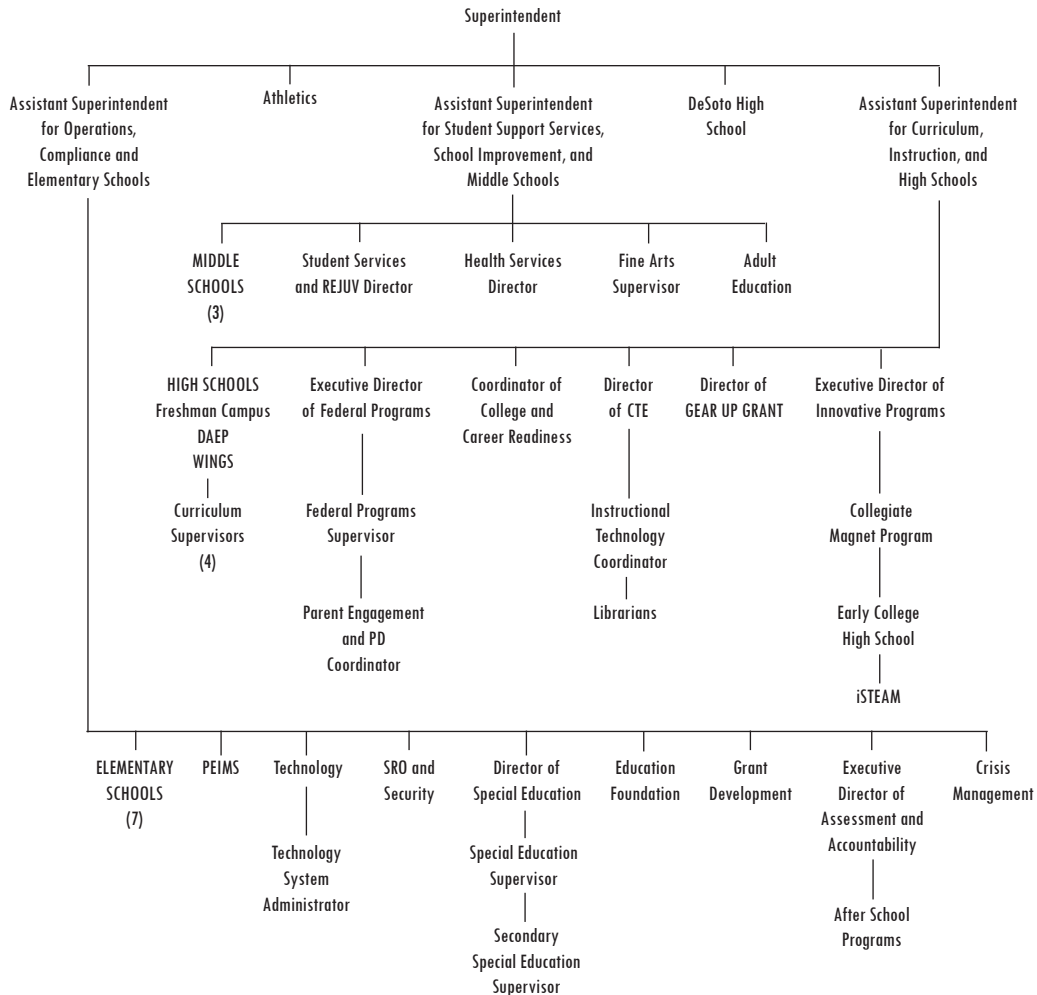 Superintendent
Assistant Superintendent
for Operations,
Compliance and
Elementary Schools
Athletics
Assistant Superintendent
for Student Support Services,
School Improvement, and
Middle Schools
DeSoto High
School
Assistant Superintendent
for Curriculum,
Instruction, and
High Schools
MIDDLE
SCHOOLS
(3)
Student Services
and REJUV Director
Health Services
Director
Fine Arts
Supervisor
Adult
Education
HIGH SCHOOLS
Freshman Campus
DAEP
WINGS
Curriculum
Supervisors
(4)
Executive Director
of Federal Programs
Federal Programs
Supervisor
Parent Engagement
and PD
Coordinator
Coordinator of
College and
Career Readiness
Director
of CTE
Instructional
Technology
Coordinator
Librarians
Director of
GEAR UP GRANT
Executive Director of
Innovative Programs
Collegiate
Magnet Program
Early College
High School
iSTEAM
ELEMENTARY
SCHOOLS
(7)
PEIMS
Technology
Technology
System
Administrator
SRO and
Security
Director of
Special Education
Special Education
Supervisor
Secondary
Special Education
Supervisor
Education
Foundation
Grant
Development
Executive
Director of
Assessment and
Accountability
After School
Programs
Crisis
Management